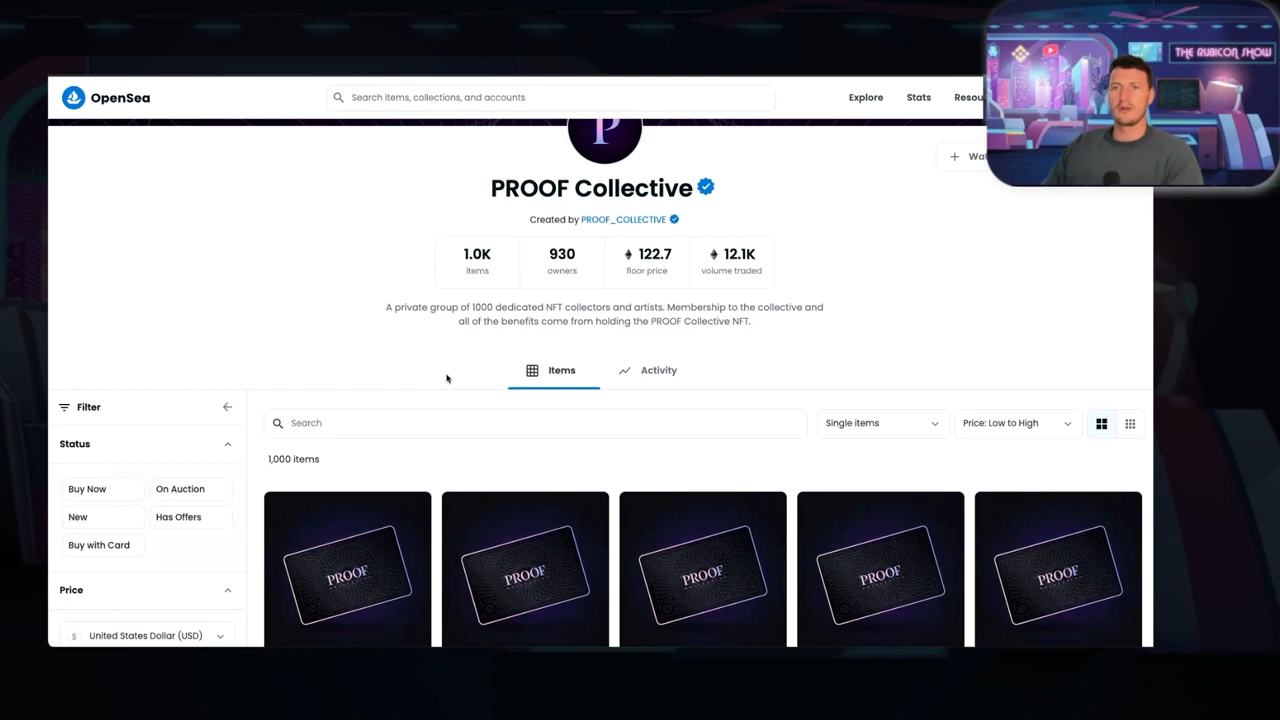 THE RUBICON SHOW
OpenSea
Search items, collections, and accounts
Explore
Stats
Resou
P
Wat
PROOF Collective
Created by PROOF_COLLECTIVE
1.0K
items
930
owners
122.7
floor price
12.1K
volume traded
A private group of 1000 dedicated NFT collectors and artists. Membership to the collective and
all of the benefits come from holding the PROOF Collective NFT.
Items
Activity
Filter
Search
Single items
Price: Low to High
Status
1,000 items
Buy Now
On Auction
New
Has Offers
Buy with Card
Price
$ United States Dollar (USD)
PROOF
PROOF
PROOF
PROOF
PROOF